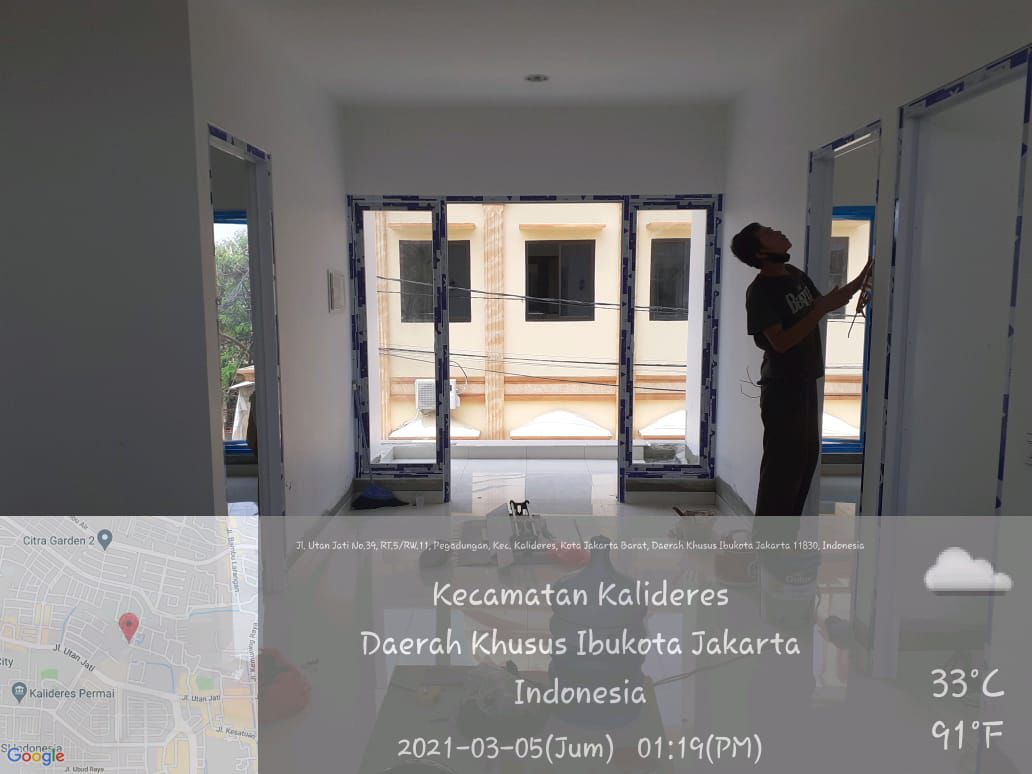 Jl. Utan Jati No.39, RT.5/RW.11, Pegadungan, Kec. Kalideres, Kota Jakarta Barat, Daerah Khusus Ibukota Jakarta 11830, Indonesia
Kecamatan Kalideres
Daerah Khusus Ibukota Jakarta
Indonesia
2021-03-05(Jum) 01:19(PM)
33°C
91°F
Citra Garden 2
Jl. Utan Jati
Kalideres Permai
Jl. Utan Jati
Jl. Kesatuan
Google
Jl. Ubud Raya